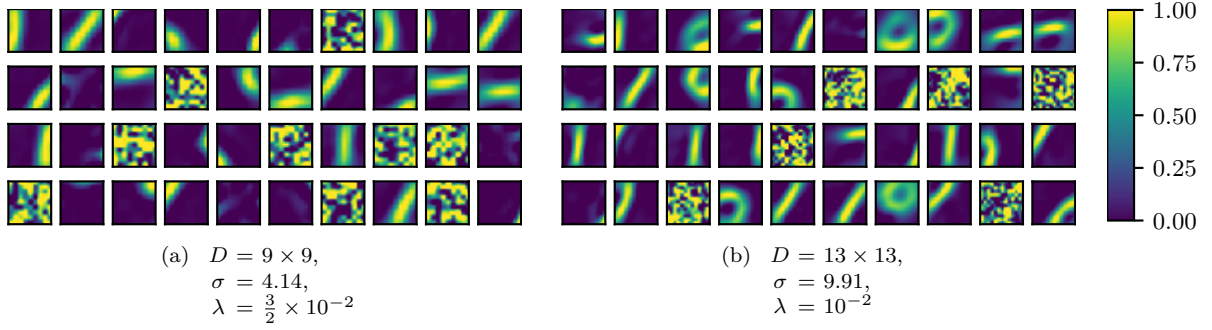 1.00
0.75
0.50
0.25
0.00
(a) D = 9 × 9,
σ = 4.14,
λ = 3/2 × 10⁻²
(b) D = 13 × 13,
σ = 9.91,
λ = 10⁻²